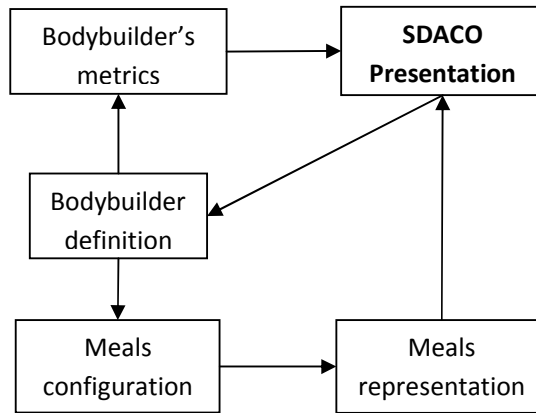 Bodybuilder’s
metrics
SDACO
Presentation
Bodybuilder
definition
Meals
configuration
Meals
representation